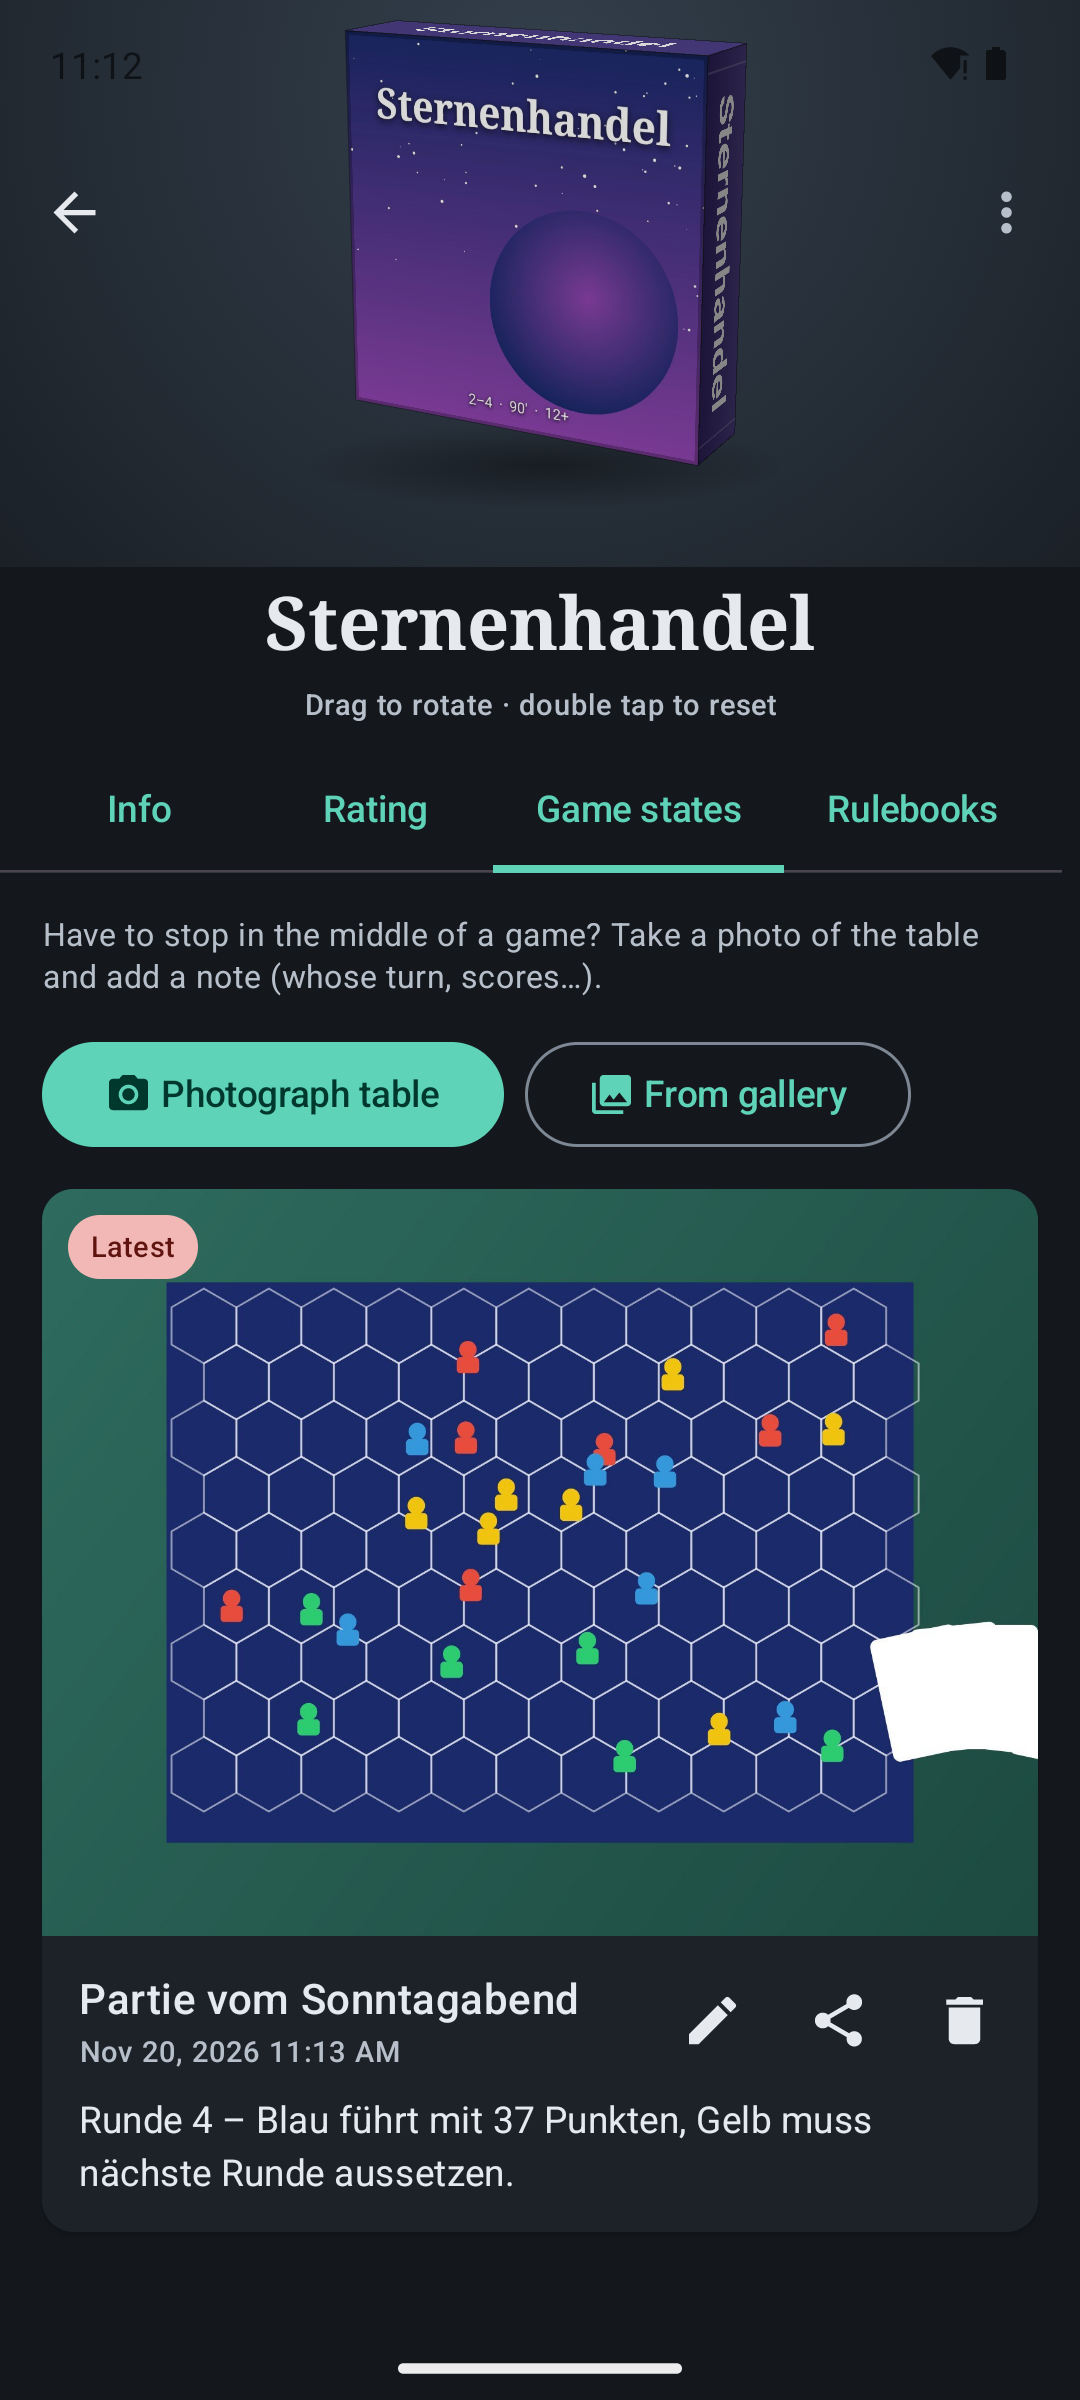 11:12
Sternenhandel
Sternenhandel
Sternenhandel
2–4 · 90' · 12+
Sternenhandel
Drag to rotate · double tap to reset
Info Rating Game states Rulebooks
Have to stop in the middle of a game? Take a photo of the table
and add a note (whose turn, scores…).
Photograph table From gallery
Latest
Partie vom Sonntagabend
Nov 20, 2026 11:13 AM
Runde 4 – Blau führt mit 37 Punkten, Gelb muss
nächste Runde aussetzen.